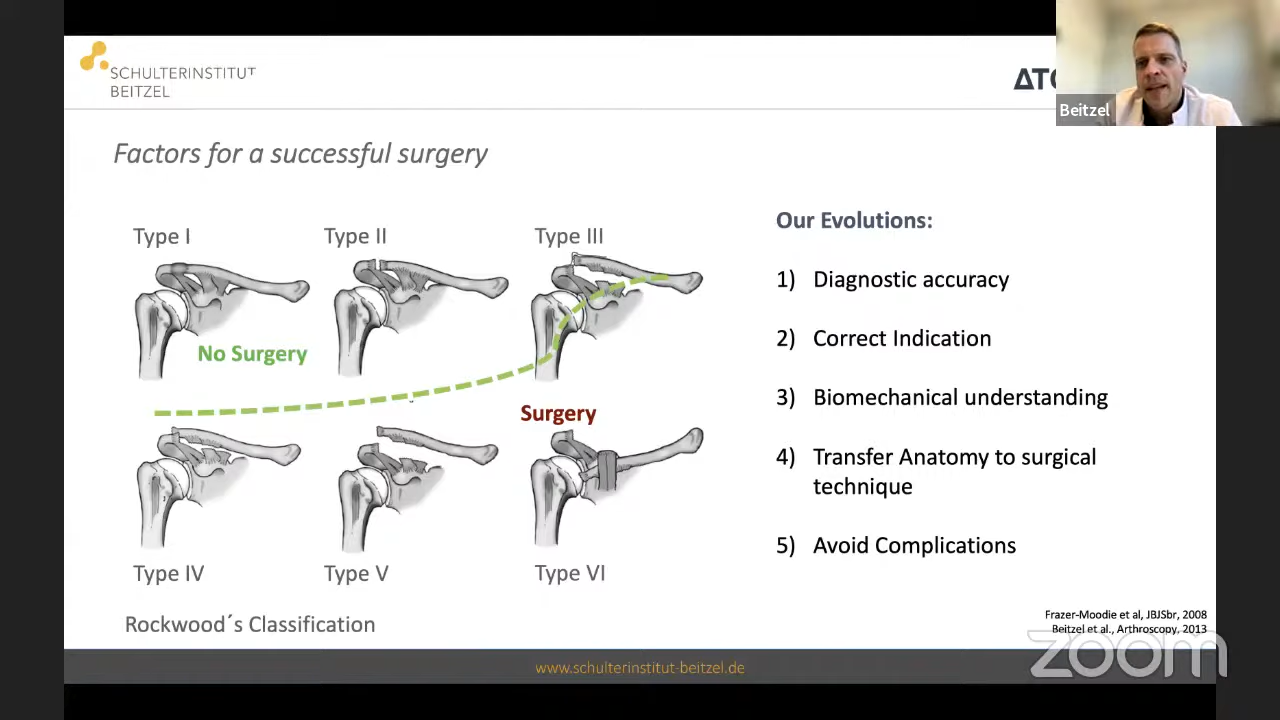 SCHULTERINSTITUT
BEITZEL
Beitzel
Factors for a successful surgery
Type I
Type II
Type III
No Surgery
Surgery
Type IV
Type V
Type VI
Rockwood´s Classification
Our Evolutions:
1) Diagnostic accuracy
2) Correct Indication
3) Biomechanical understanding
4) Transfer Anatomy to surgical
technique
5) Avoid Complications
Frazer-Moodie et al, JBJSbr, 2008
Beitzel et al., Arthroscopy, 2013
zoom
www.schulterinstitut-beitzel.de